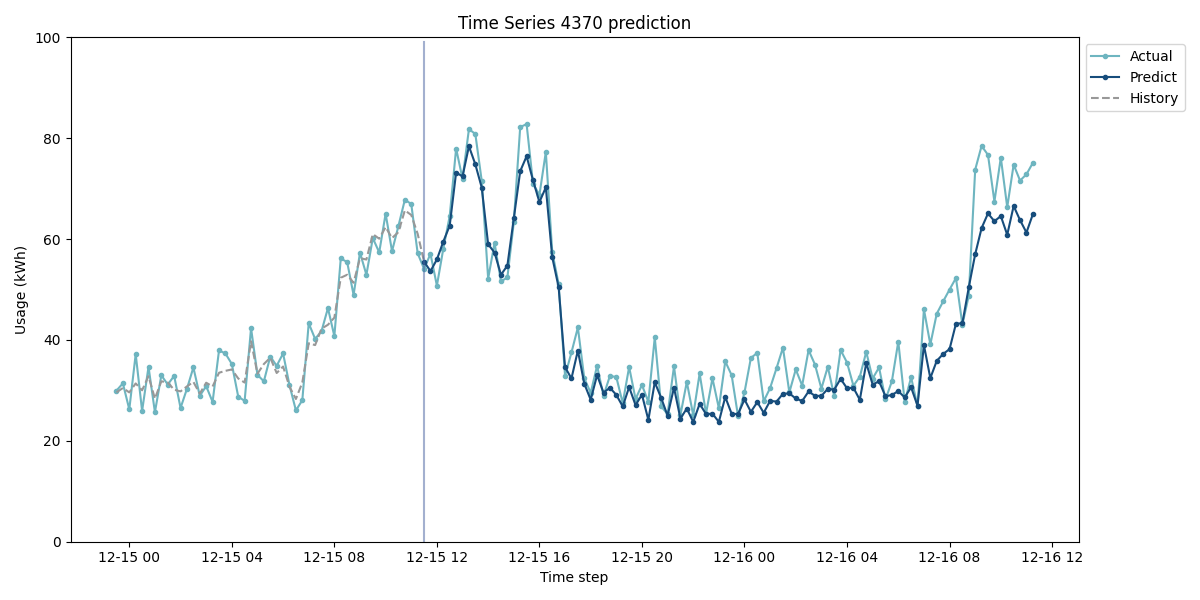 Time Series 4370 prediction
Usage (kWh)
100
80
60
40
20
0
12-15 00
12-15 04
12-15 08
12-15 12
12-15 16
12-15 20
12-16 00
12-16 04
12-16 08
12-16 12
Time step
Actual
Predict
History